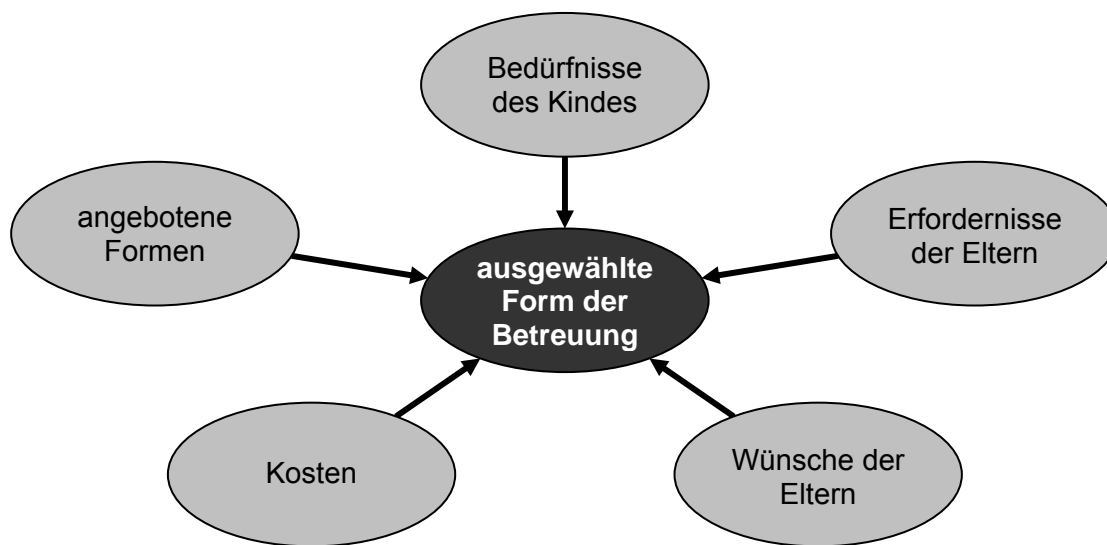 Bedürfnisse
des Kindes
angebotene
Formen
Erfordernisse
der Eltern
ausgewählte
Form der
Betreuung
Kosten
Wünsche der
Eltern